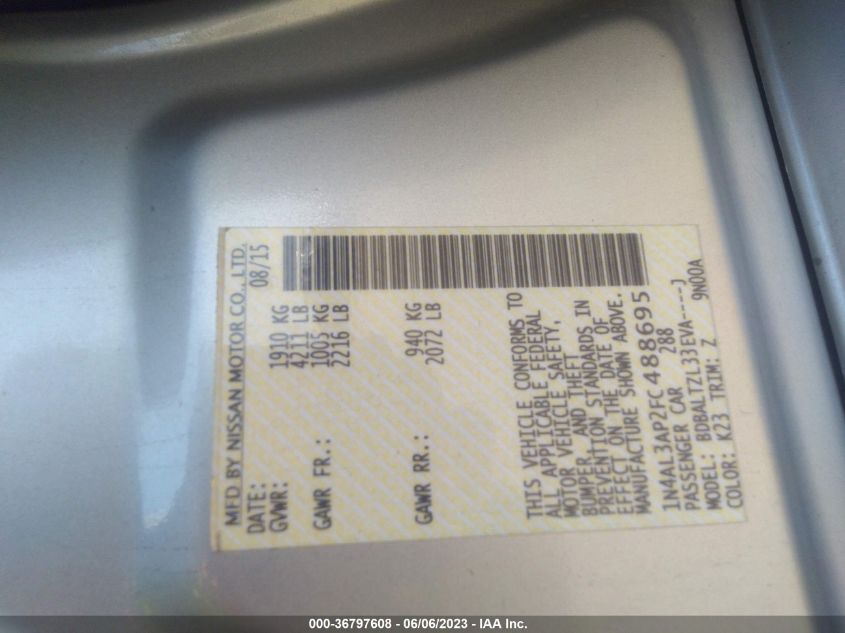 MFD BY NISSAN MOTOR CO., LTD.
DATE: 08/15
GVWR: 1910 KG
4211 LB
GAWR FR.: 1005 KG
2216 LB
GAWR RR.: 940 KG
2072 LB
THIS VEHICLE CONFORMS TO
ALL APPLICABLE FEDERAL
MOTOR VEHICLE SAFETY,
BUMPER, AND THEFT
PREVENTION STANDARDS IN
EFFECT ON THE DATE OF
MANUFACTURE SHOWN ABOVE.
1N4AL3AP2FC488695
PASSENGER CAR 288
MODEL: BDBALTZL33EVA----J
COLOR: K23 TRIM: Z 9N00A
000-36797608 - 06/06/2023 - IAA Inc.